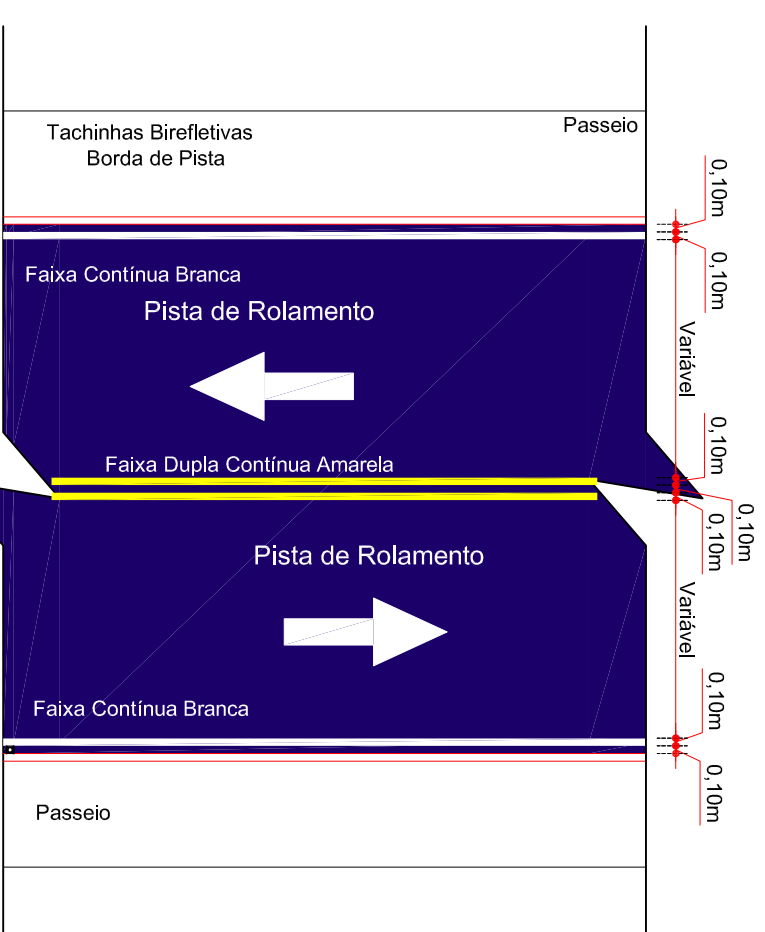 Passeio
Tachinhas Birefletivas
Borda de Pista
0,10m
0,10m
Faixa Contínua Branca
Pista de Rolamento
Variável
0,10m
Faixa Dupla Contínua Amarela
0,10m
0,10m
Pista de Rolamento
Variável
0,10m
Faixa Contínua Branca
0,10m
Passeio